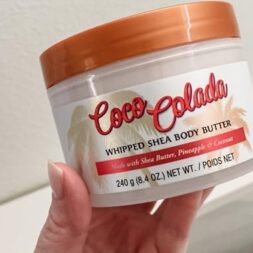 Coco Colada
WHIPPED SHEA BODY BUTTER
Made with Shea Butter, Pineapple & Coconut
240 g (8.4 OZ.) NET WT. / POIDS NET